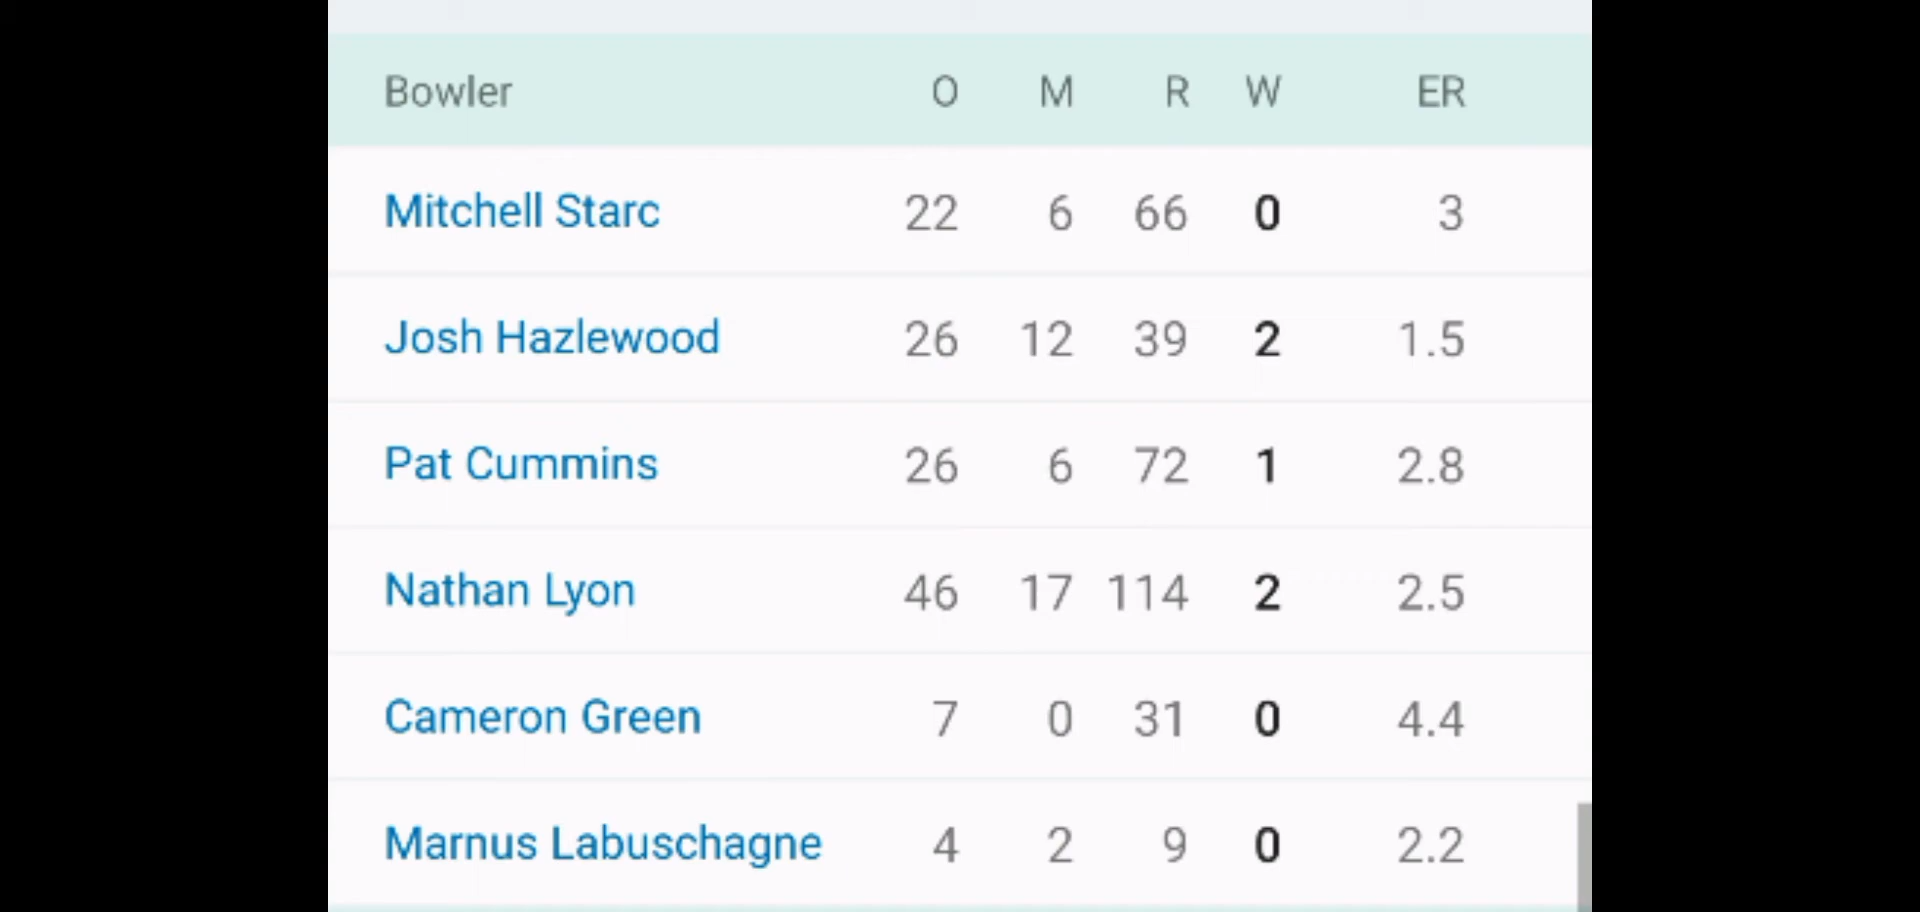 Bowler O M R W ER
Mitchell Starc 22 6 66 0 3
Josh Hazlewood 26 12 39 2 1.5
Pat Cummins 26 6 72 1 2.8
Nathan Lyon 46 17 114 2 2.5
Cameron Green 7 0 31 0 4.4
Marnus Labuschagne 4 2 9 0 2.2